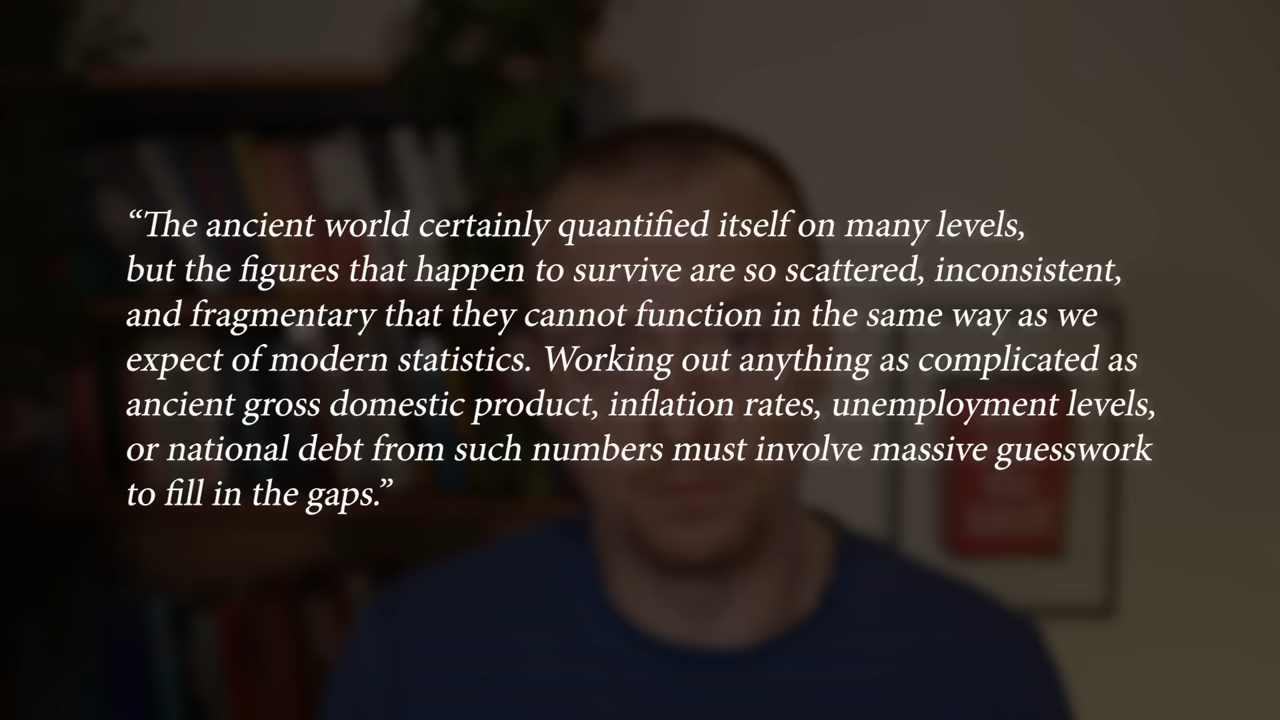 “The ancient world certainly quantified itself on many levels,
but the figures that happen to survive are so scattered, inconsistent,
and fragmentary that they cannot function in the same way as we
expect of modern statistics. Working out anything as complicated as
ancient gross domestic product, inflation rates, unemployment levels,
or national debt from such numbers must involve massive guesswork
to fill in the gaps.”